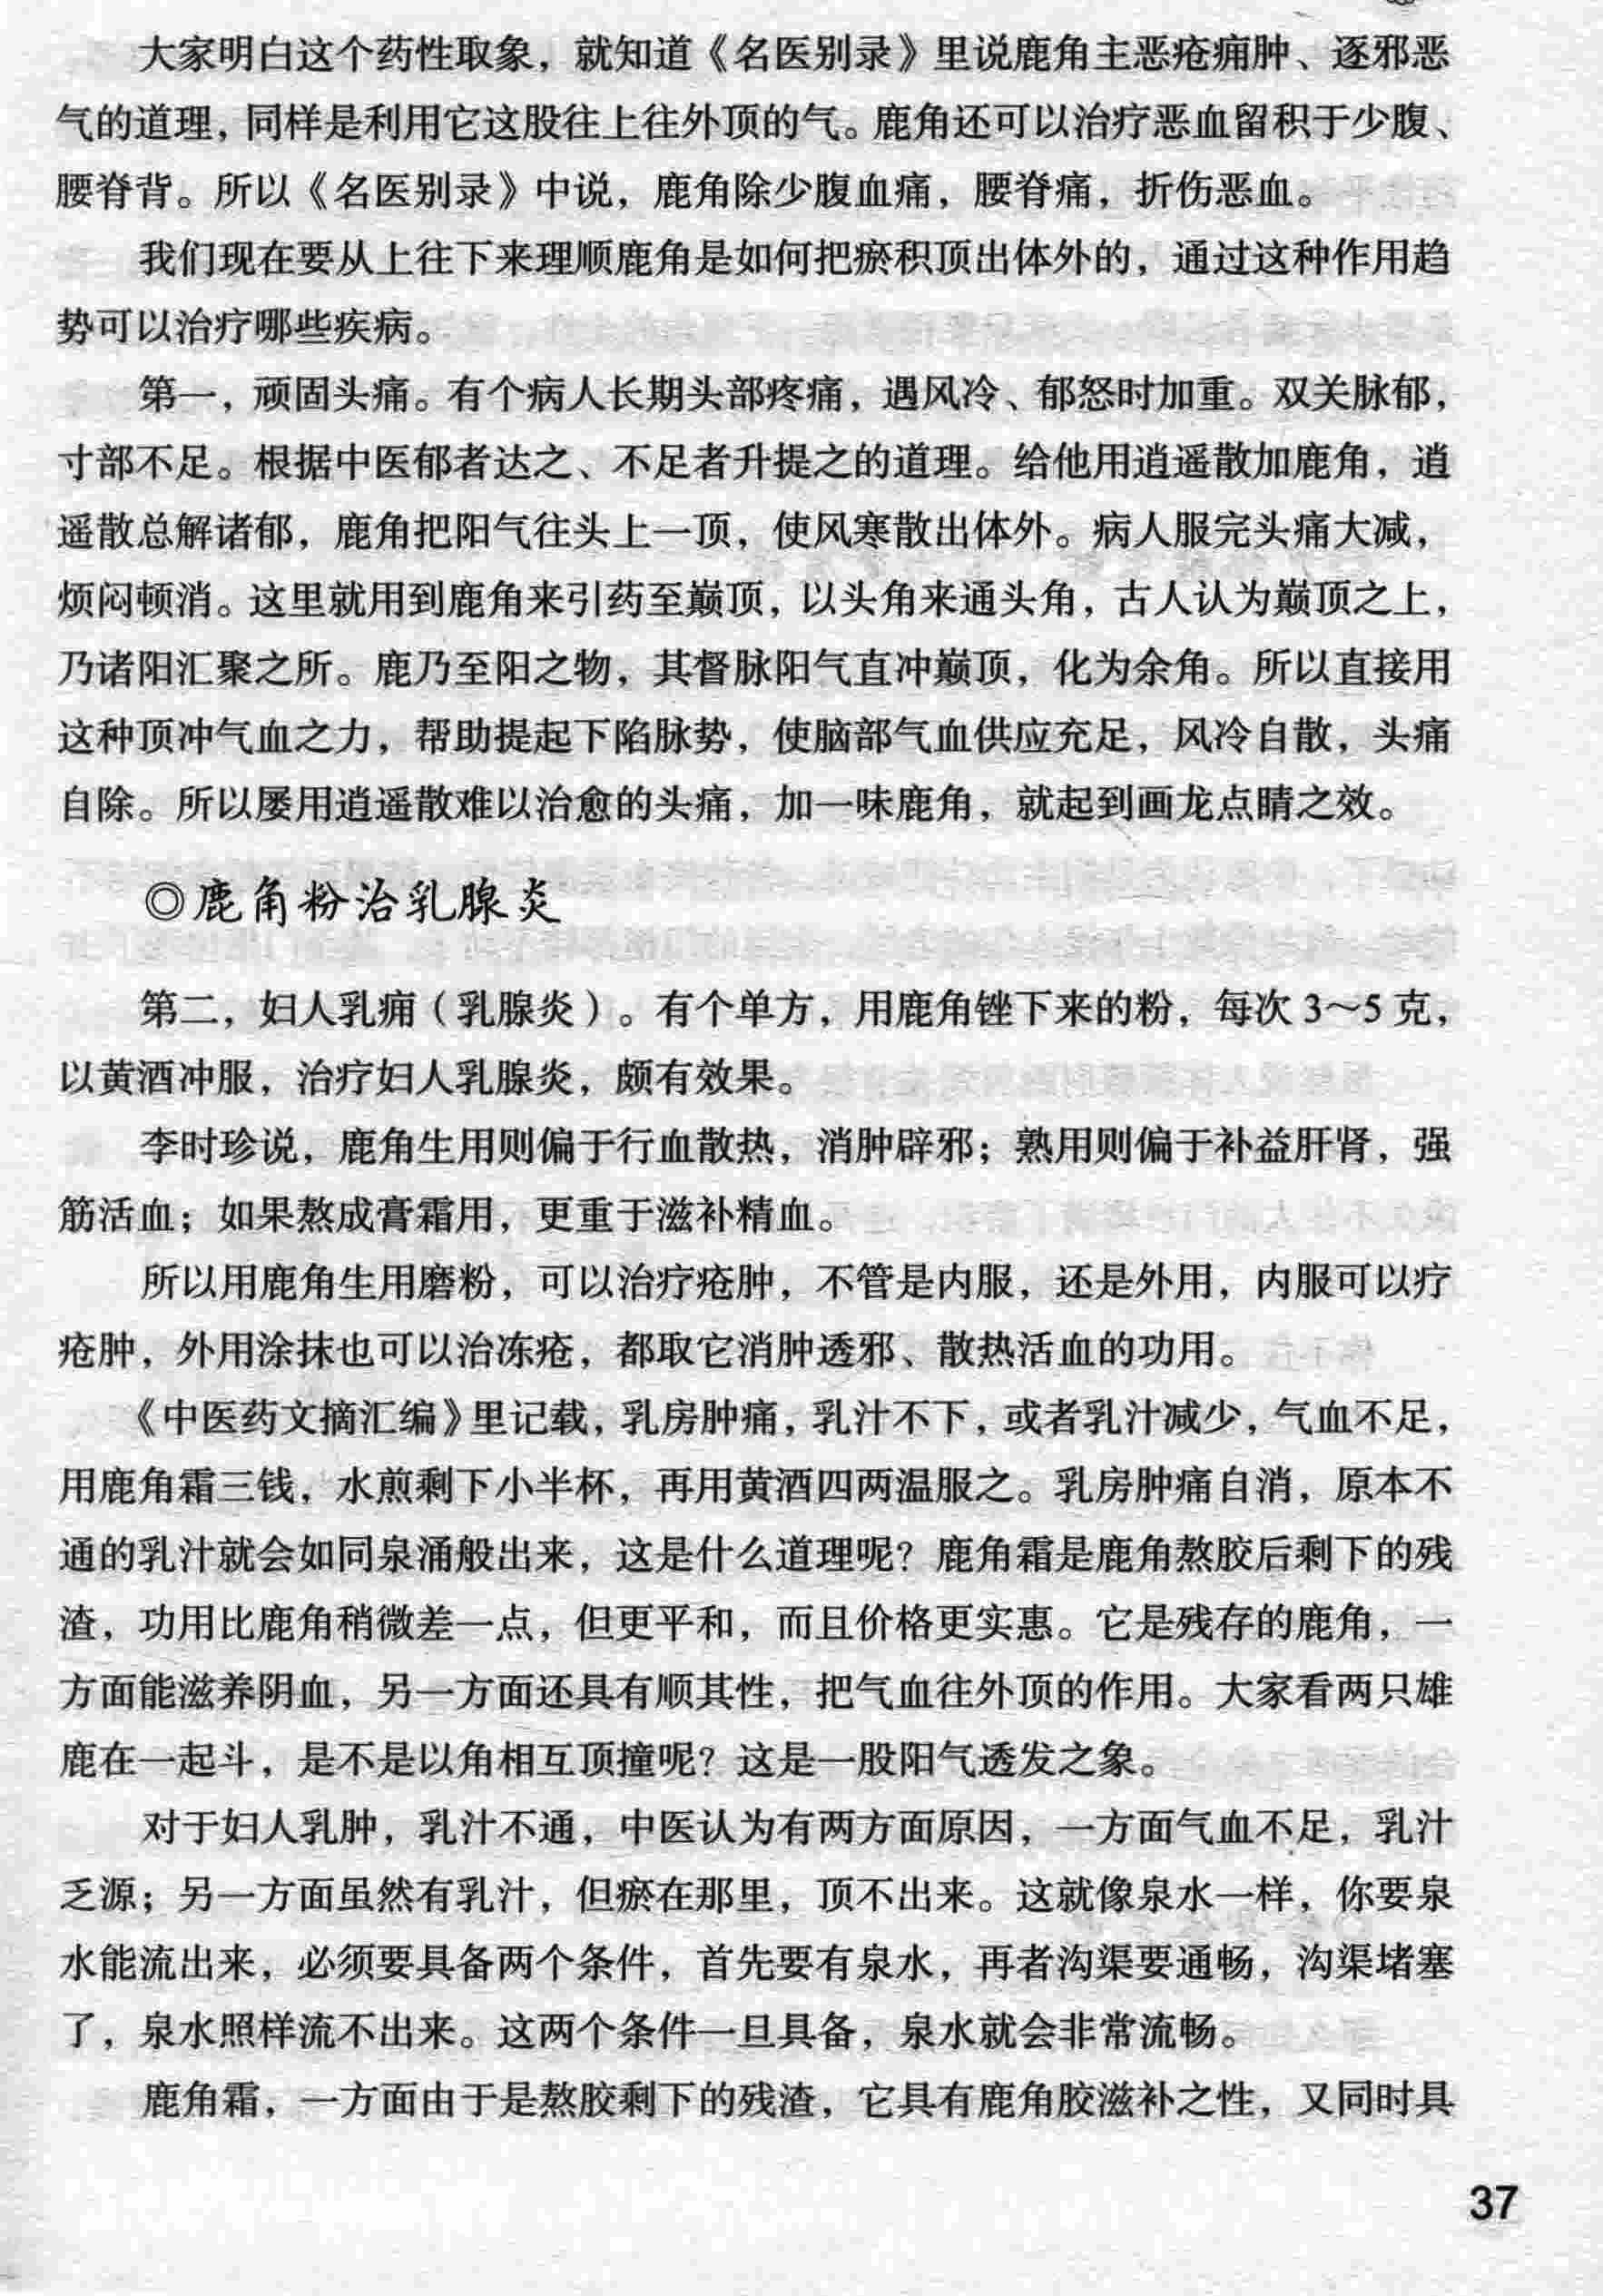 大家明白这个药性取象，就知道《名医别录》里说鹿角主恶疮痈肿、逐邪恶
气的道理，同样是利用它这股往上往外顶的气。鹿角还可以治疗恶血留积于少腹、
腰脊背。所以《名医别录》中说，鹿角除少腹血痛，腰脊痛，折伤恶血。
我们现在要从上往下来理顺鹿角是如何把瘀积顶出体外的，通过这种作用趋
势可以治疗哪些疾病。
第一，顽固头痛。有个病人长期头部疼痛，遇风冷、郁怒时加重。双关脉郁，
寸部不足。根据中医郁者达之、不足者升提之的道理。给他用逍遥散加鹿角，逍
遥散总解诸郁，鹿角把阳气往头上一顶，使风寒散出体外。病人服完头痛大减，
烦闷顿消。这里就用到鹿角来引药至巅顶，以头角来通头角，古人认为巅顶之上，
乃诸阳汇聚之所。鹿乃至阳之物，其督脉阳气直冲巅顶，化为余角。所以直接用
这种顶冲气血之力，帮助提起下陷脉势，使脑部气血供应充足，风冷自散，头痛
自除。所以屡用逍遥散难以治愈的头痛，加一味鹿角，就起到画龙点睛之效。
◎鹿角粉治乳腺炎
第二，妇人乳痈（乳腺炎）。有个单方，用鹿角锉下来的粉，每次 3～5 克，
以黄酒冲服，治疗妇人乳腺炎，颇有效果。
李时珍说，鹿角生用则偏于行血散热，消肿辟邪；熟用则偏于补益肝肾，强
筋活血；如果熬成膏霜用，更重于滋补精血。
所以用鹿角生用磨粉，可以治疗疮肿，不管是内服，还是外用，内服可以疗
疮肿，外用涂抹也可以治冻疮，都取它消肿透邪、散热活血的功用。
《中医药文摘汇编》里记载，乳房肿痛，乳汁不下，或者乳汁减少，气血不足，
用鹿角霜三钱，水煎剩下小半杯，再用黄酒四两温服之。乳房肿痛自消，原本不
通的乳汁就会如同泉涌般出来，这是什么道理呢？鹿角霜是鹿角熬胶后剩下的残
渣，功用比鹿角稍微差一点，但更平和，而且价格更实惠。它是残存的鹿角，一
方面能滋养阴血，另一方面还具有顺其性，把气血往外顶的作用。大家看两只雄
鹿在一起斗，是不是以角相互顶撞呢？这是一股阳气透发之象。
对于妇人乳肿，乳汁不通，中医认为有两方面原因，一方面气血不足，乳汁
乏源；另一方面虽然有乳汁，但瘀在那里，顶不出来。这就像泉水一样，你要泉
水能流出来，必须要具备两个条件，首先要有泉水，再者沟渠要通畅，沟渠堵塞
了，泉水照样流不出来。这两个条件一旦具备，泉水就会非常流畅。
鹿角霜，一方面由于是熬胶剩下的残渣，它具有鹿角胶滋补之性，又同时具
37